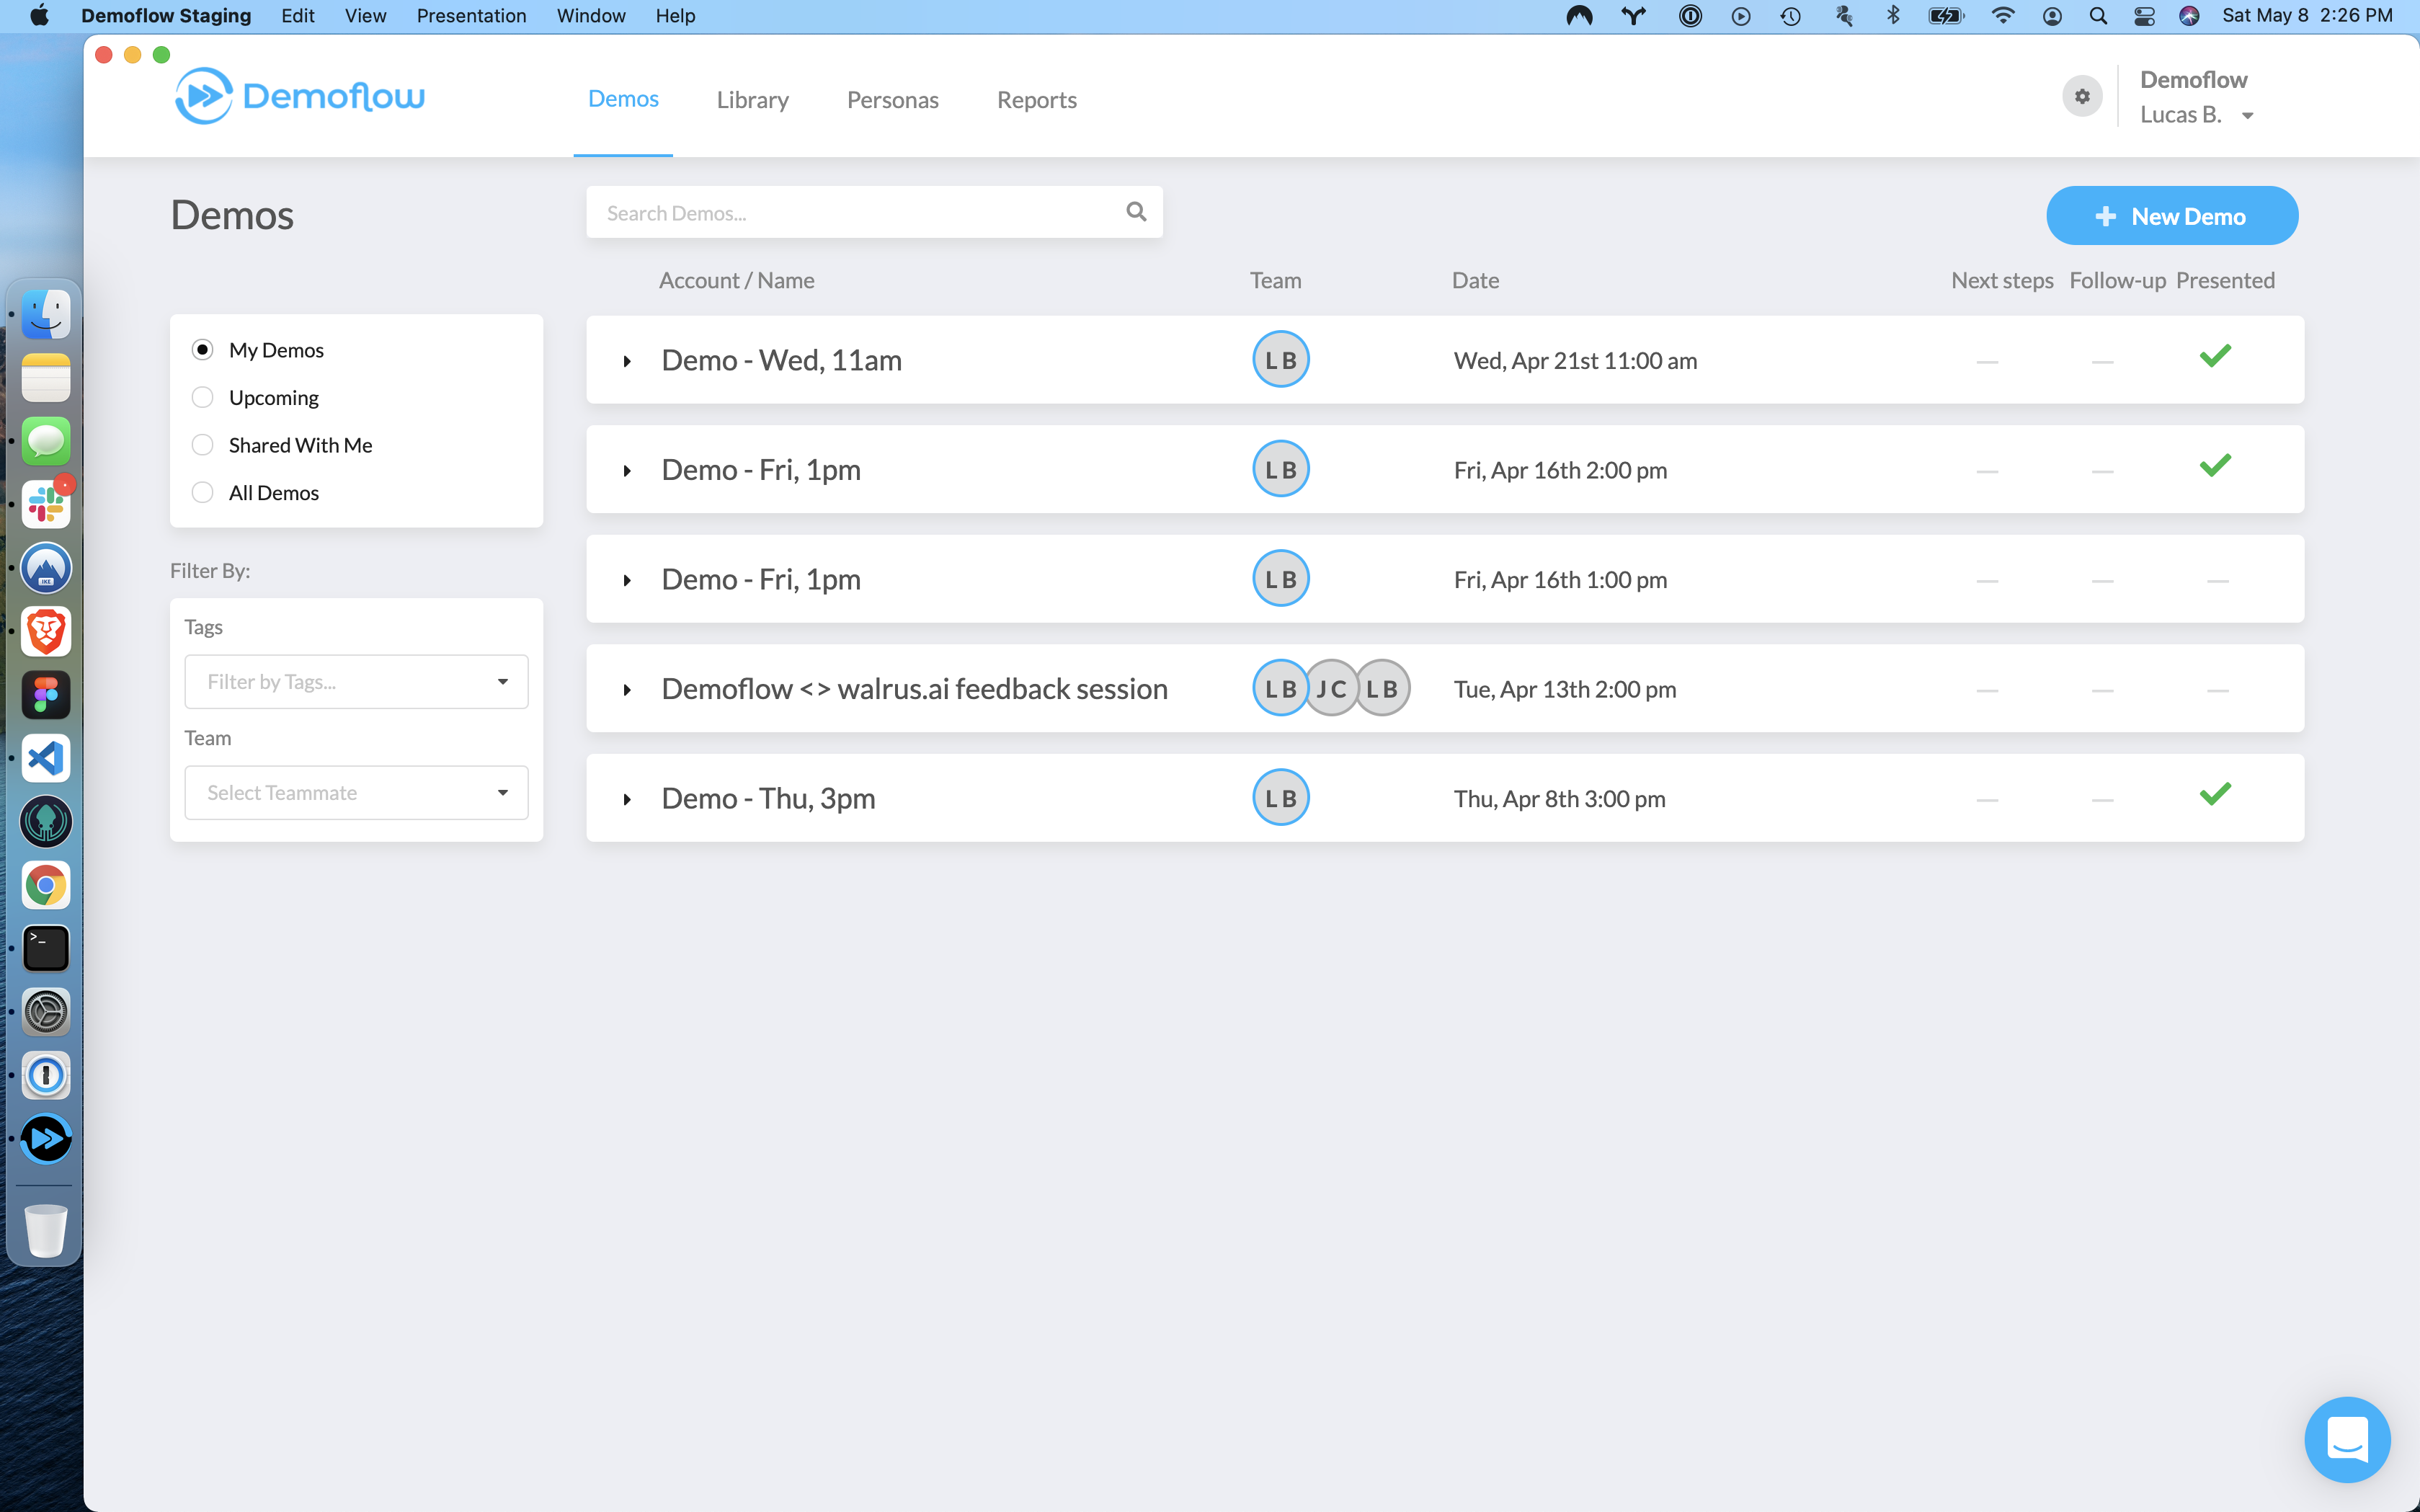 Demoflow Staging Edit View Presentation Window Help Sat May 8 2:26 PM
Demoflow Demos Library Personas Reports Demoflow
Lucas B.
Demos Search Demos... New Demo
Account / Name Team Date Next steps Follow-up Presented
My Demos
Upcoming
Shared With Me
All Demos
Filter By:
Tags
Filter by Tags...
Team
Select Teammate
Demo - Wed, 11am LB Wed, Apr 21st 11:00 am — —
Demo - Fri, 1pm LB Fri, Apr 16th 2:00 pm — —
Demo - Fri, 1pm LB Fri, Apr 16th 1:00 pm — — —
Demoflow <> walrus.ai feedback session LB JC LB Tue, Apr 13th 2:00 pm — — —
Demo - Thu, 3pm LB Thu, Apr 8th 3:00 pm — —
IKE
>_